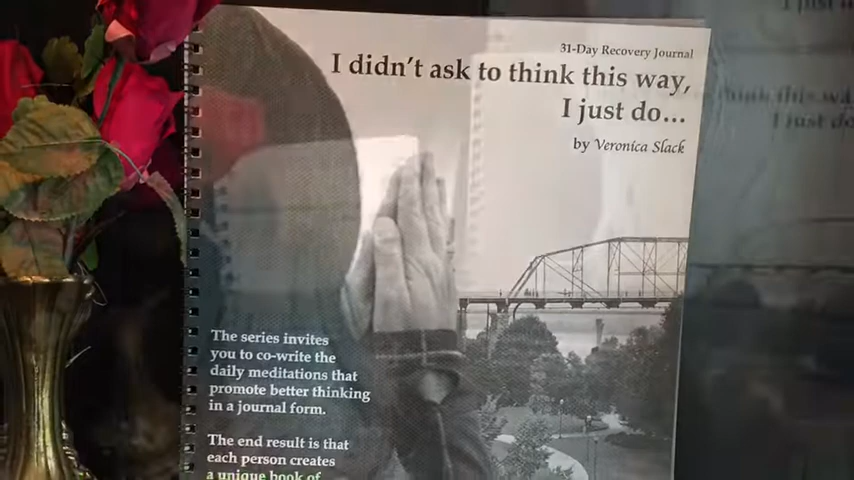 31-Day Recovery Journal
I didn't ask to think this way,
I just do...
by Veronica Slack
The series invites
you to co-write the
daily meditations that
promote better thinking
in a journal form.
The end result is that
each person creates
a unique book of